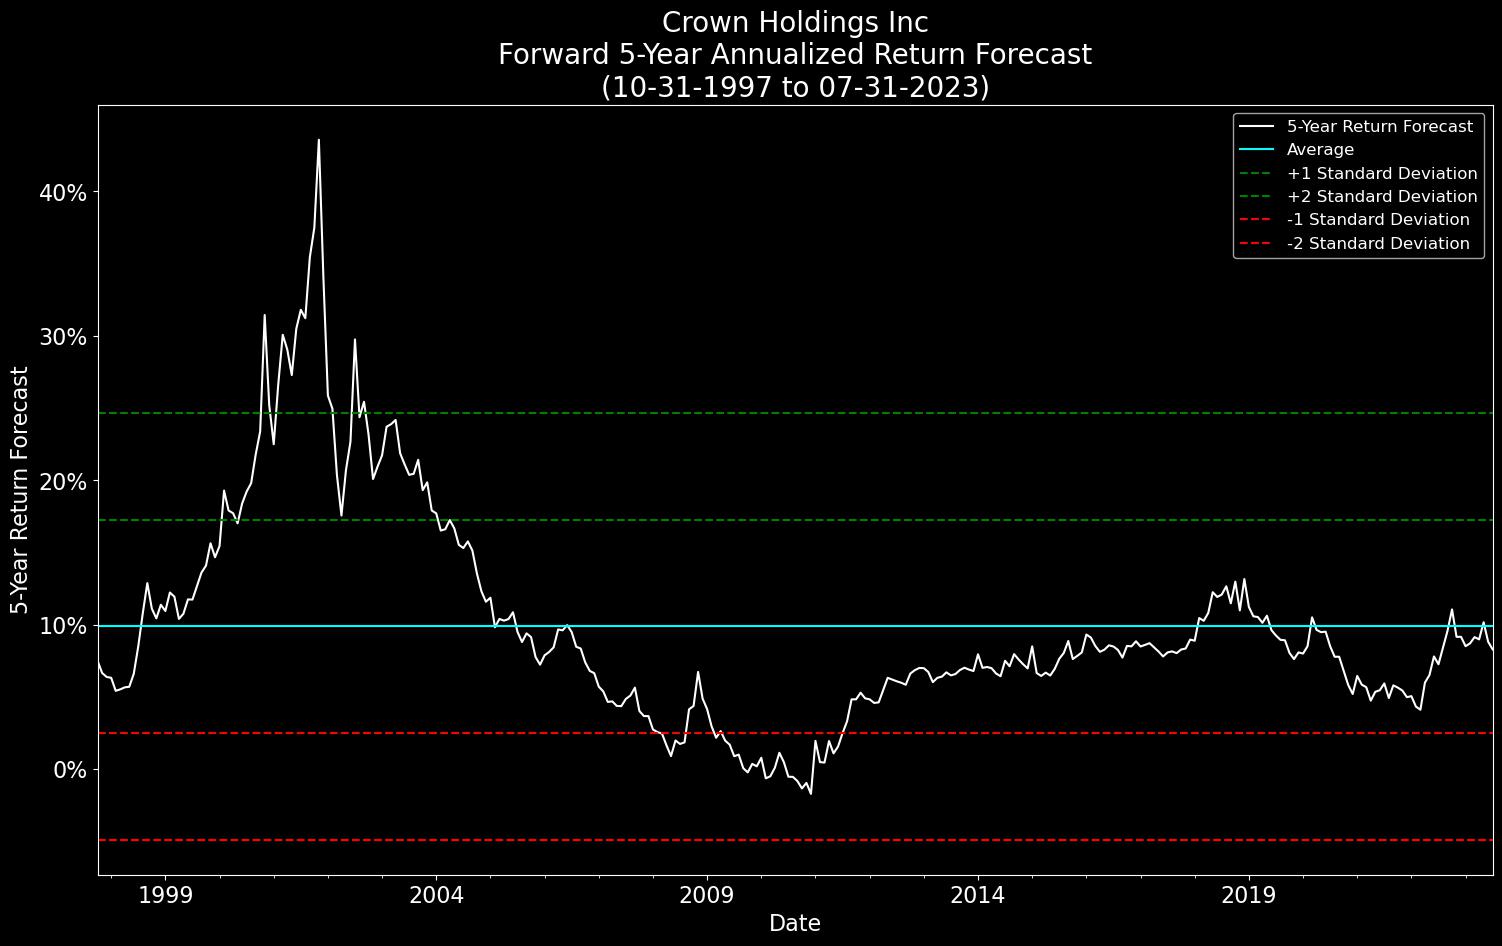 Crown Holdings Inc
Forward 5-Year Annualized Return Forecast
(10-31-1997 to 07-31-2023)
5-Year Return Forecast
Average
+1 Standard Deviation
+2 Standard Deviation
-1 Standard Deviation
-2 Standard Deviation
40%
30%
20%
10%
0%
5-Year Return Forecast
1999
2004
2009
2014
2019
Date